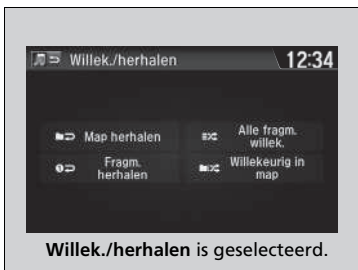 Willek./herhalen 12:34
Map herhalen
Alle fragm.
willek.
Fragm.
herhalen
Willekeurig in
map
Willek./herhalen is geselecteerd.